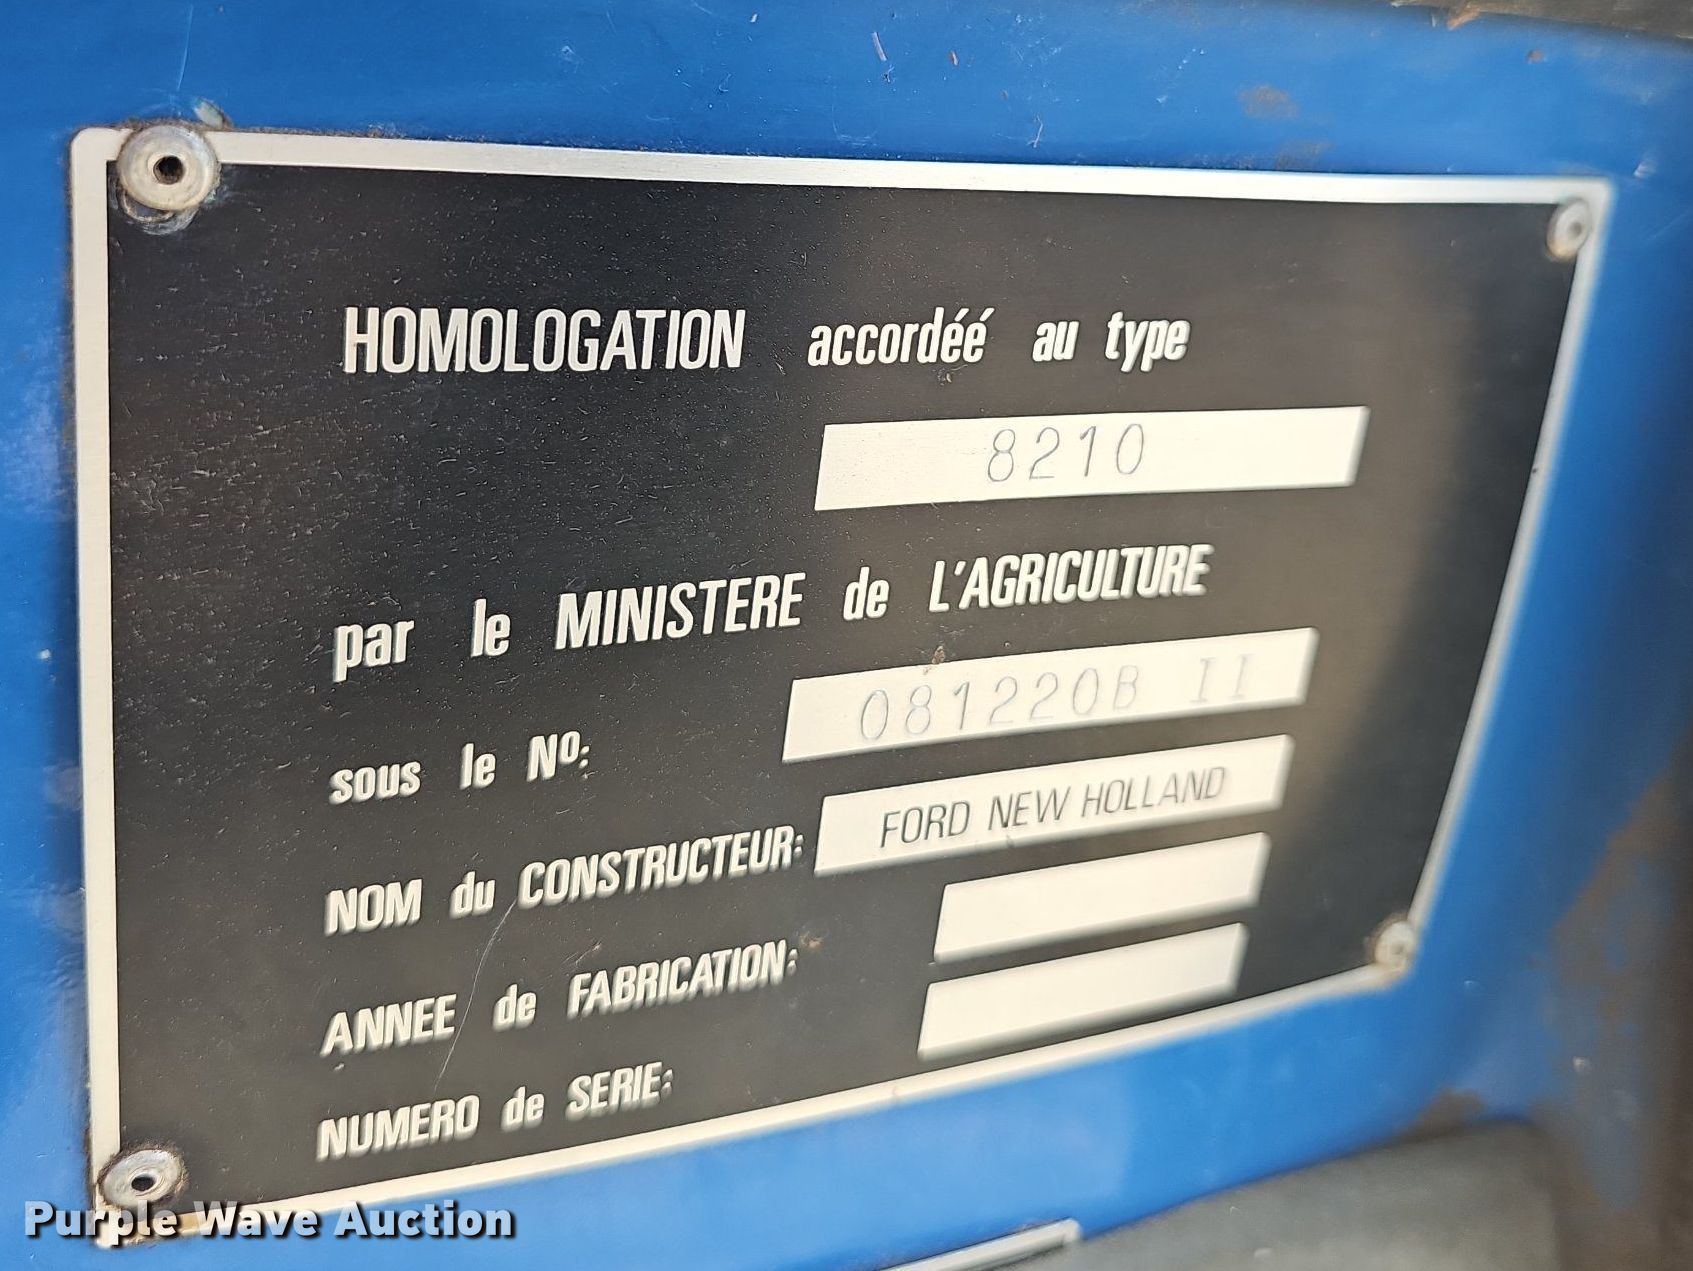 HOMOLOGATION accordéé au type
8210
par le MINISTERE de L'AGRICULTURE
sous le Nº: 081220B II
NOM du CONSTRUCTEUR: FORD NEW HOLLAND
ANNEE de FABRICATION:
NUMERO de SERIE:
Purple Wave Auction